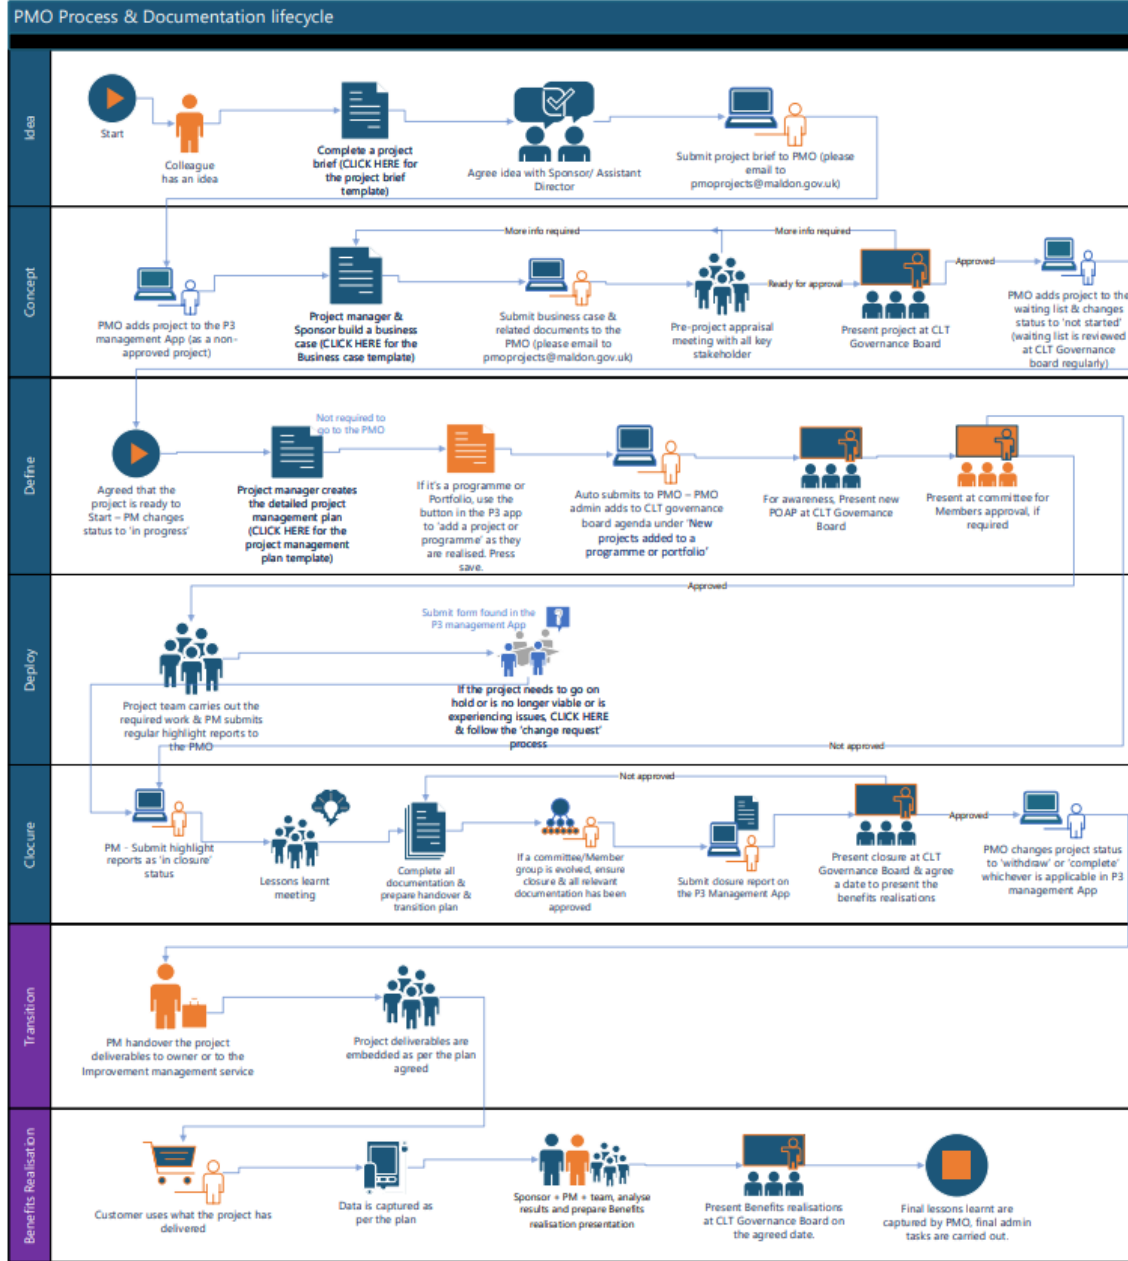 PMO Process & Documentation lifecycle
Idea
Start
Colleague
has an idea
Complete a project
brief (CLICK HERE for
the project brief
template)
Agree idea with Sponsor/ Assistant
Director
Submit project brief to PMO (please
email to
pmoprojects@maldon.gov.uk)
Concept
More info required
More info required
Ready for approval
Approved
PMO adds project to the P3
management App (as a non-
approved project)
Project manager &
Sponsor build a business
case (CLICK HERE for the
Business case template)
Submit business case &
related documents to the
PMO (please email to
pmoprojects@maldon.gov.uk)
Pre-project appraisal
meeting with all key
stakeholder
Present project at CLT
Governance Board
PMO adds project to the
waiting list & changes
status to 'not started'
(waiting list is reviewed
at CLT Governance
board regularly)
Define
Agreed that the
project is ready to
Start – PM changes
status to 'in progress'
Not required to
go to the PMO
Project manager creates
the detailed project
management plan
(CLICK HERE for the
project management
plan template)
If it's a programme or
Portfolio, use the
button in the P3 app
to 'add a project or
programme' as they
are realised. Press
save.
Auto submits to PMO – PMO
admin adds to CLT governance
board agenda under 'New
projects added to a
programme or portfolio'
For awareness, Present new
POAP at CLT Governance
Board
Present at committee for
Members approval, if
required
Approved
Deploy
Project team carries out the
required work & PM submits
regular highlight reports to
the PMO
Submit form found in the
P3 management App
If the project needs to go on
hold or is no longer viable or is
experiencing issues, CLICK HERE
& follow the 'change request'
process
Not approved
Clocure
Not approved
Approved
PM - Submit highlight
reports as 'in closure'
status
Lessons learnt
meeting
Complete all
documentation &
prepare handover &
transition plan
If a committee/Member
group is evolved, ensure
closure & all relevant
documentation has been
approved
Submit closure report on
the P3 Management App
Present closure at CLT
Governance Board & agree
a date to present the
benefits realisations
PMO changes project status
to 'withdraw' or 'complete'
whichever is applicable in P3
management App
Transition
PM handover the project
deliverables to owner or to the
Improvement management service
Project deliverables are
embedded as per the plan
agreed
Benefits Realisation
Customer uses what the project has
delivered
Data is captured as
per the plan
Sponsor + PM + team, analyse
results and prepare Benefits
realisation presentation
Present Benefits realisations
at CLT Governance Board on
the agreed date.
Final lessons learnt are
captured by PMO, final admin
tasks are carried out.